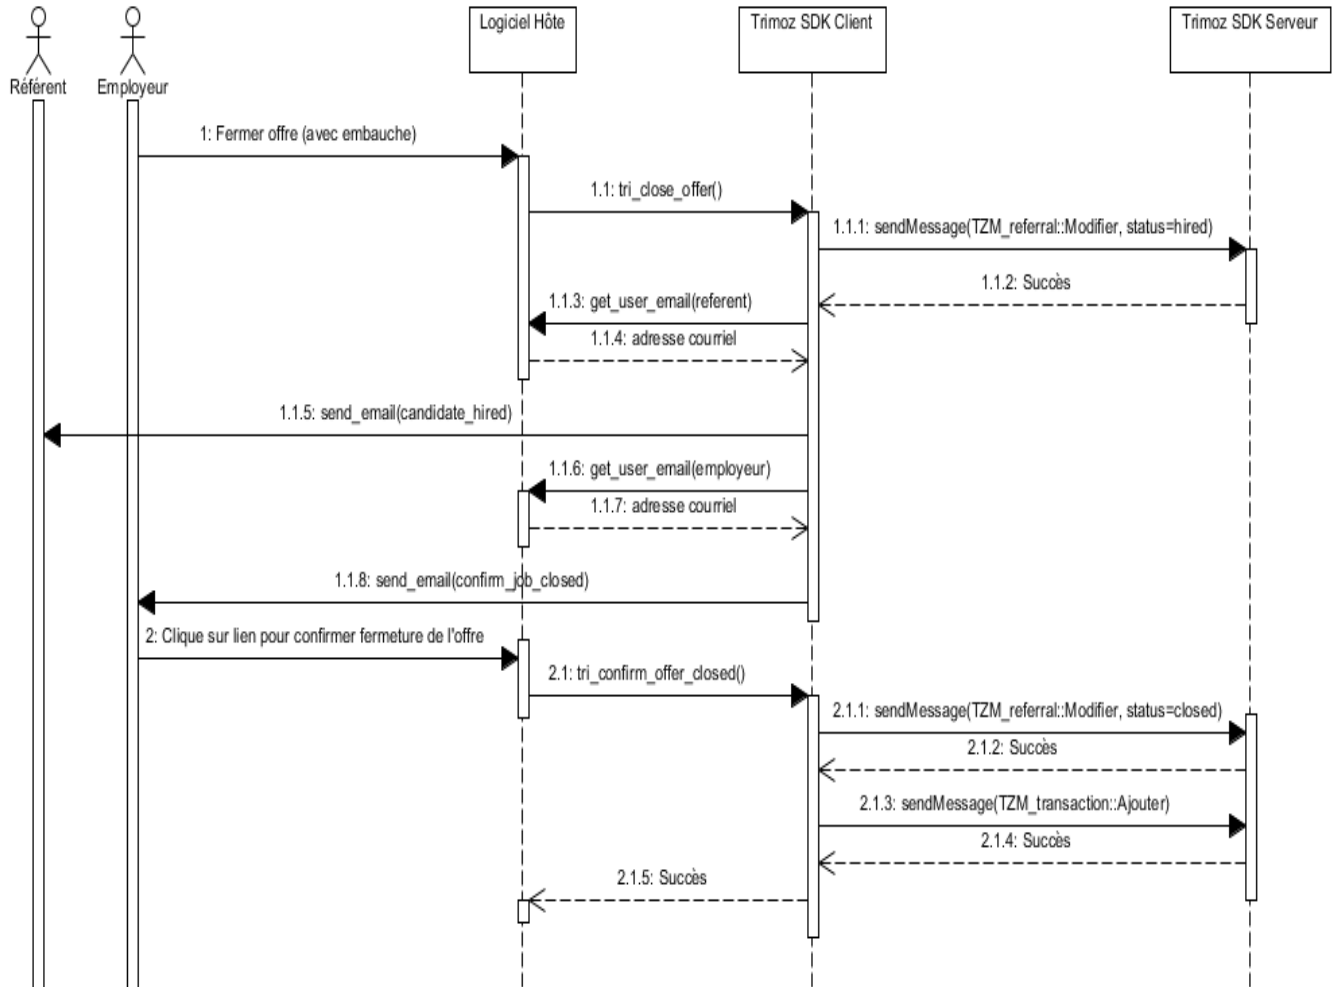 Logiciel Hôte
Trimoz SDK Client
Trimoz SDK Serveur
Référent
Employeur
1: Fermer offre (avec embauche)
1.1: tri_close_offer()
1.1.1: sendMessage(TZM_referral::Modifier, status=hired)
1.1.2: Succès
1.1.3: get_user_email(referent)
1.1.4: adresse courriel
1.1.5: send_email(candidate_hired)
1.1.6: get_user_email(employeur)
1.1.7: adresse courriel
1.1.8: send_email(confirm_job_closed)
2: Clique sur lien pour confirmer fermeture de l'offre
2.1: tri_confirm_offer_closed()
2.1.1: sendMessage(TZM_referral::Modifier, status=closed)
2.1.2: Succès
2.1.3: sendMessage(TZM_transaction::Ajouter)
2.1.4: Succès
2.1.5: Succès